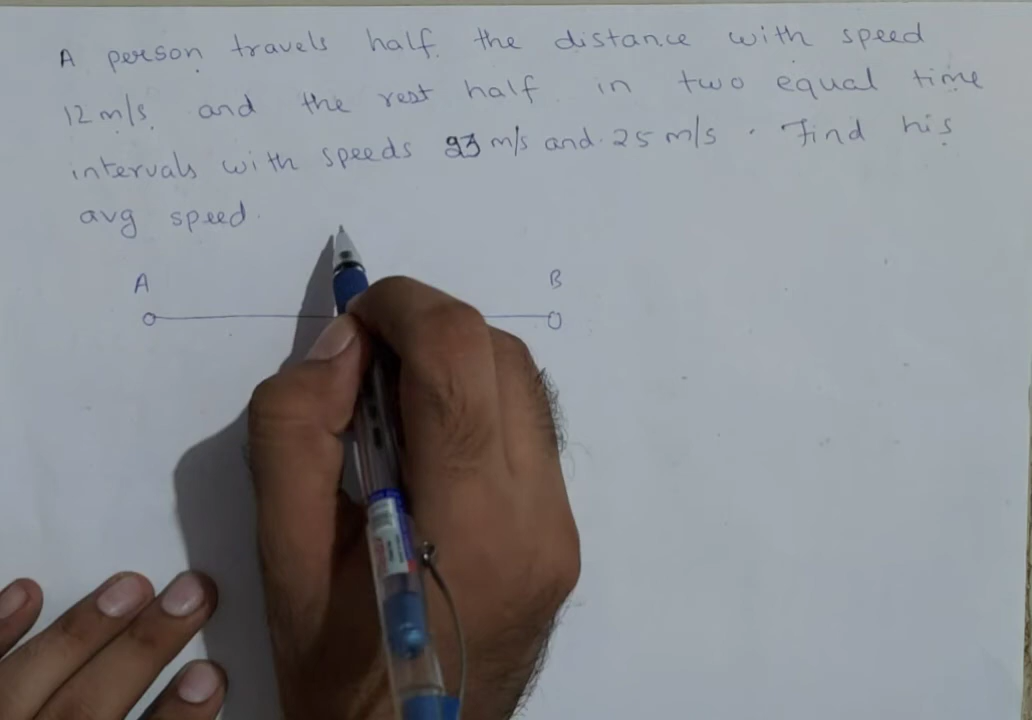 A person travels half the distance with speed
12 m/s and the rest half in two equal time
intervals with speeds 23 m/s and 25 m/s. Find his
avg speed.
A B